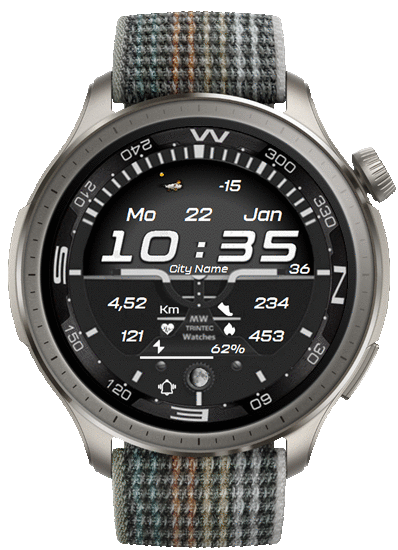 W
240 300
210 330
-15
Mo 22 Jan
10:35
City Name 36
S N
4,52 Km 234
MW
TRINTEC
121 453
Watches
62%
150 30
120 60
E